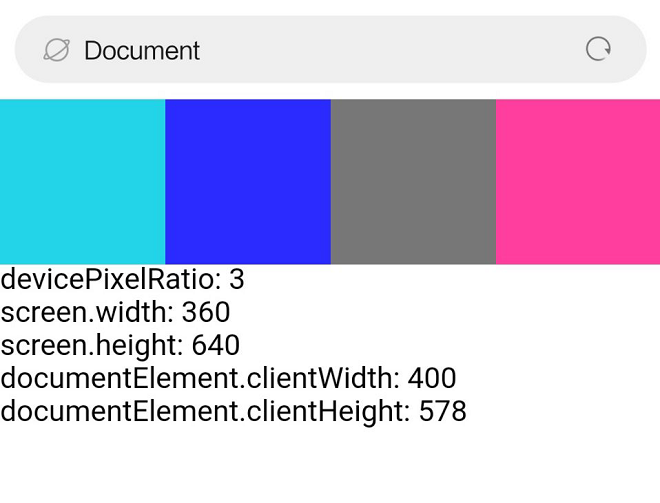 Document
devicePixelRatio: 3
screen.width: 360
screen.height: 640
documentElement.clientWidth: 400
documentElement.clientHeight: 578